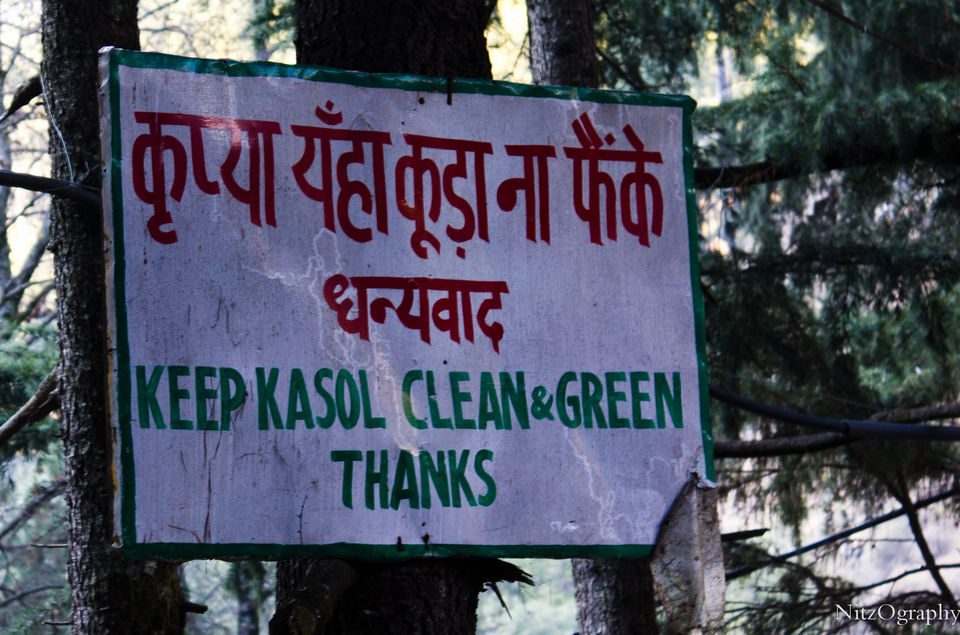 कृप्या यँहा कूड़ा ना फैंके
धन्यवाद
KEEP KASOL CLEAN & GREEN
THANKS
NitzOgraphy